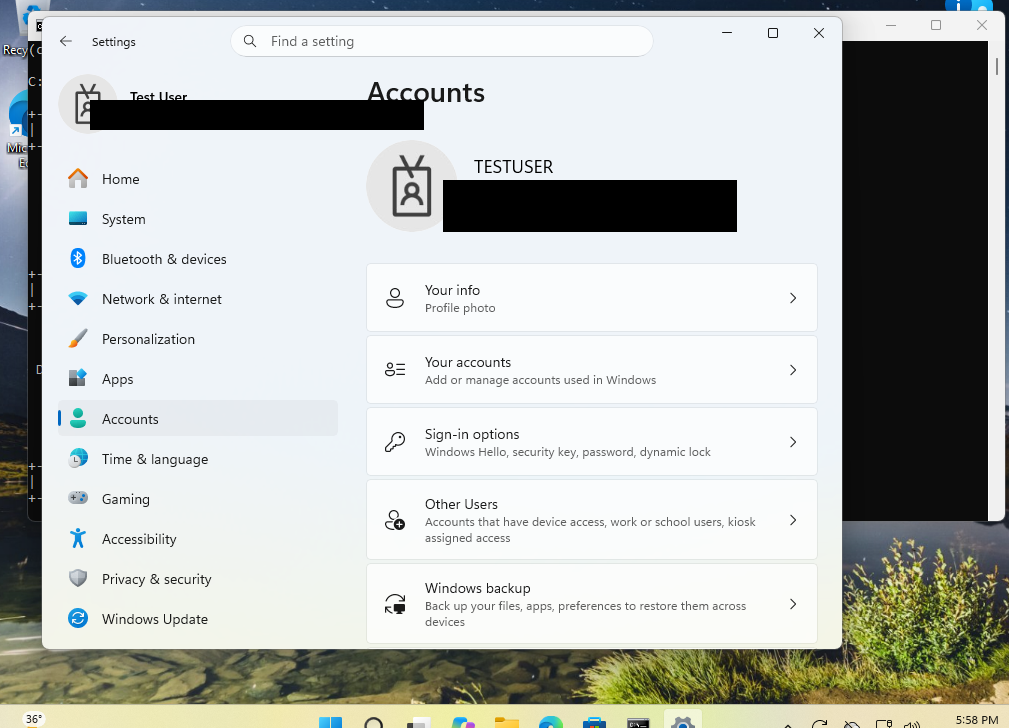 Settings
Find a setting
Test User
Accounts
TESTUSER
Home
System
Bluetooth & devices
Network & internet
Personalization
Apps
Accounts
Time & language
Gaming
Accessibility
Privacy & security
Windows Update
Your info
Profile photo
Your accounts
Add or manage accounts used in Windows
Sign-in options
Windows Hello, security key, password, dynamic lock
Other Users
Accounts that have device access, work or school users, kiosk
assigned access
Windows backup
Back up your files, apps, preferences to restore them across
devices
36°
5:58 PM